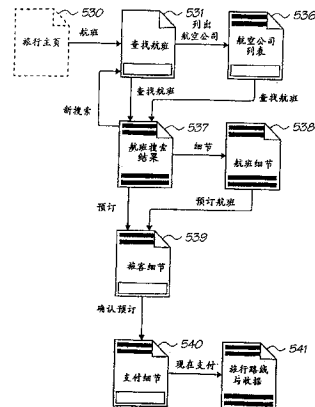 530
531
536
旅行主页
航班
查找航班
列出
航空公司
航空公司
列表
新搜索
查找航班
查找航班
537
538
航班搜索
结果
细节
航班细节
预订
预订航班
539
旅客细节
确认预订
540
541
支付细节
现在支付
旅行路线
与收据